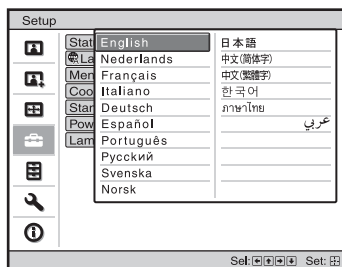 Setup
Stat
La
Men
Coo
Star
Pow
Lam
English
Nederlands
Français
Italiano
Deutsch
Español
Português
Русский
Svenska
Norsk
日本語
中文(简体字)
中文(繁體字)
한국어
ภาษาไทย
عربي
Sel: Set: